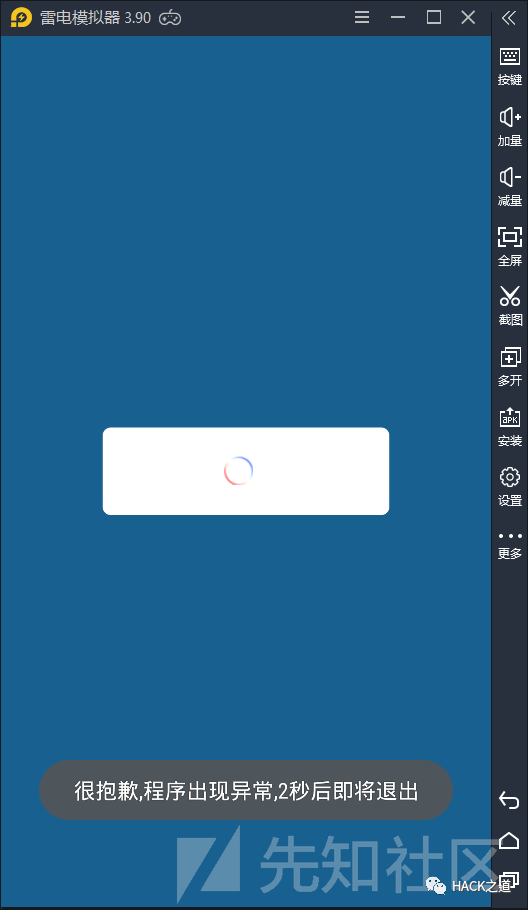 雷电模拟器 3.90
按键
加量
减量
全屏
截图
多开
APK
安装
设置
更多
很抱歉,程序出现异常,2秒后即将退出
先知社区
HACK之道